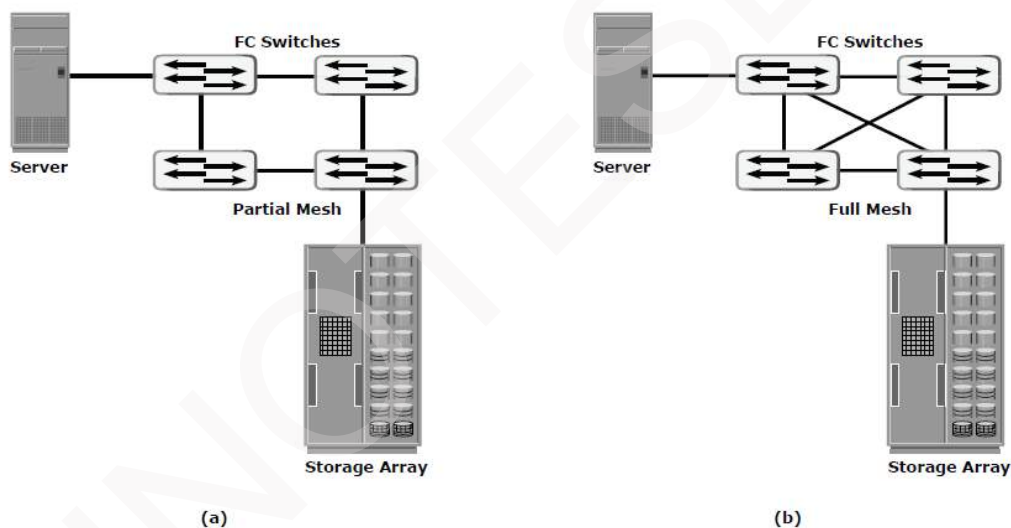 FC Switches
Server
Partial Mesh
Storage Array
(a)
FC Switches
Server
Full Mesh
Storage Array
(b)